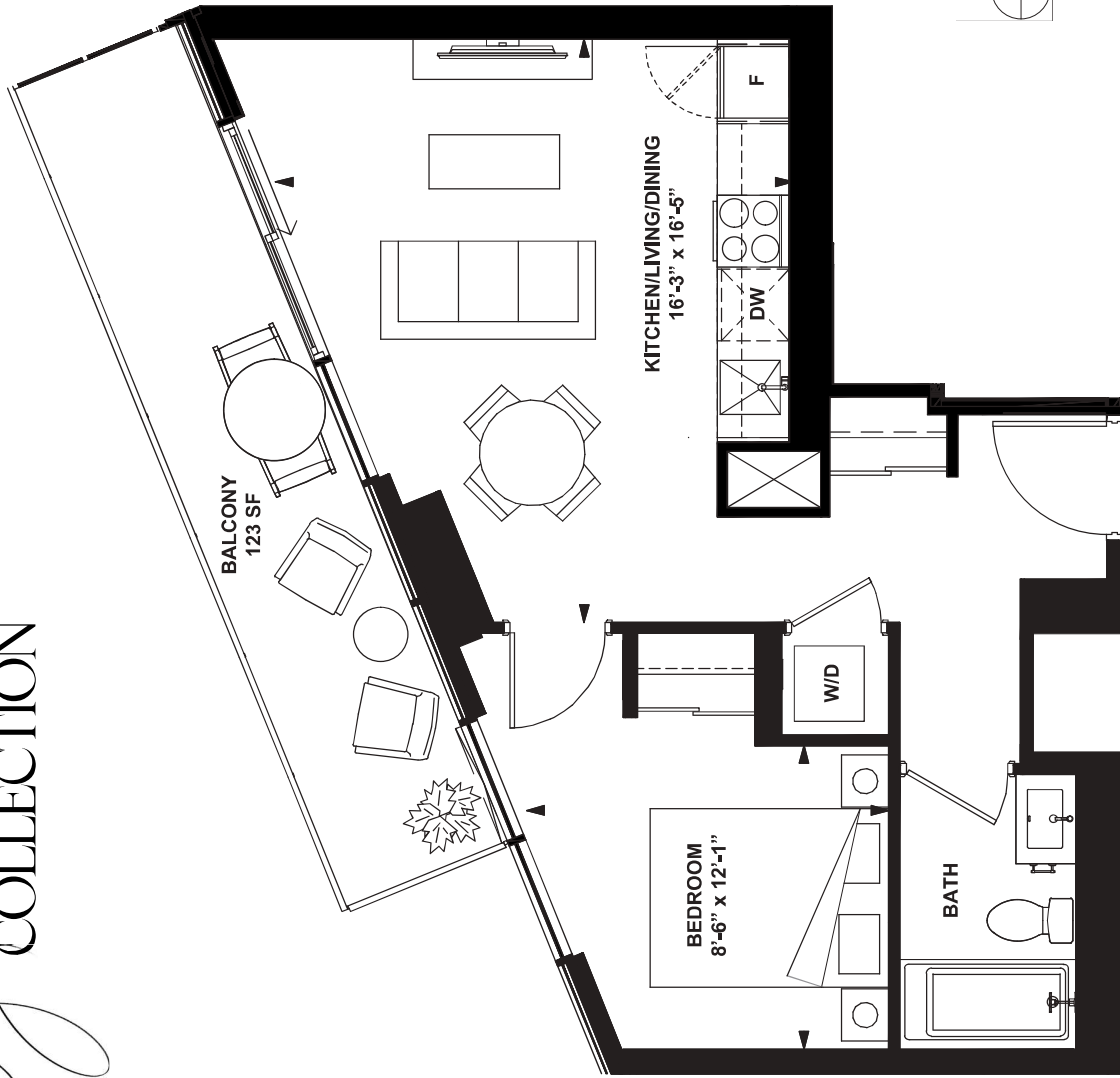 COLLECTION
BALCONY
123 SF
KITCHEN/LIVING/DINING
16'-3" x 16'-5"
F
DW
W/D
BEDROOM
8'-6" x 12'-1"
BATH